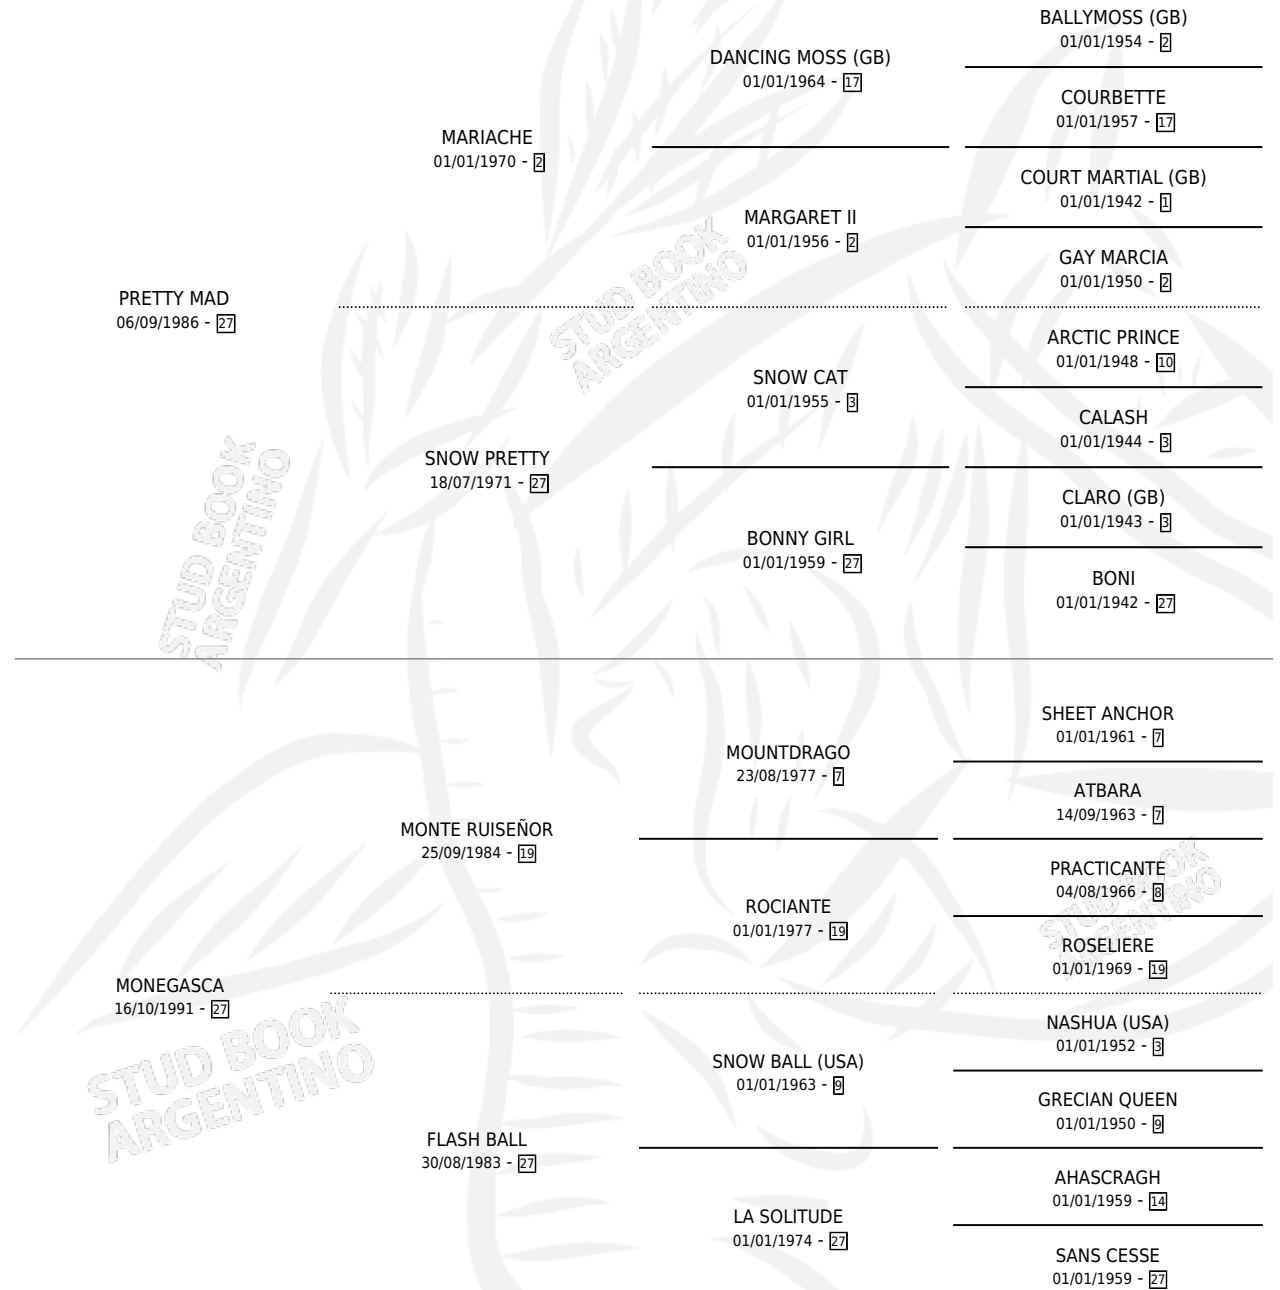 BALLYMOSS (GB)
01/01/1954 - 2
DANCING MOSS (GB)
01/01/1964 - 17
COURBETTE
01/01/1957 - 17
MARIACHE
01/01/1970 - 2
COURT MARTIAL (GB)
01/01/1942 - 1
MARGARET II
01/01/1956 - 2
GAY MARCIA
01/01/1950 - 2
PRETTY MAD
06/09/1986 - 27
ARCTIC PRINCE
01/01/1948 - 10
SNOW CAT
01/01/1955 - 3
CALASH
01/01/1944 - 3
SNOW PRETTY
18/07/1971 - 27
CLARO (GB)
01/01/1943 - 3
BONNY GIRL
01/01/1959 - 27
BONI
01/01/1942 - 27
SHEET ANCHOR
01/01/1961 - 7
MOUNTDRAGO
23/08/1977 - 7
ATBARA
14/09/1963 - 7
MONTE RUISEÑOR
25/09/1984 - 19
PRACTICANTE
04/08/1966 - 8
ROCIANTE
01/01/1977 - 19
ROSELIERE
01/01/1969 - 19
MONEGASCA
16/10/1991 - 27
NASHUA (USA)
01/01/1952 - 3
SNOW BALL (USA)
01/01/1963 - 9
GRECIAN QUEEN
01/01/1950 - 9
FLASH BALL
30/08/1983 - 27
AHASCRAGH
01/01/1959 - 14
LA SOLITUDE
01/01/1974 - 27
SANS CESSE
01/01/1959 - 27
STUD BOOK
ARGENTINO
STUD BOOK
ARGENTINO
STUD BOOK
ARGENTINO
STUD BOOK
ARGENTINO